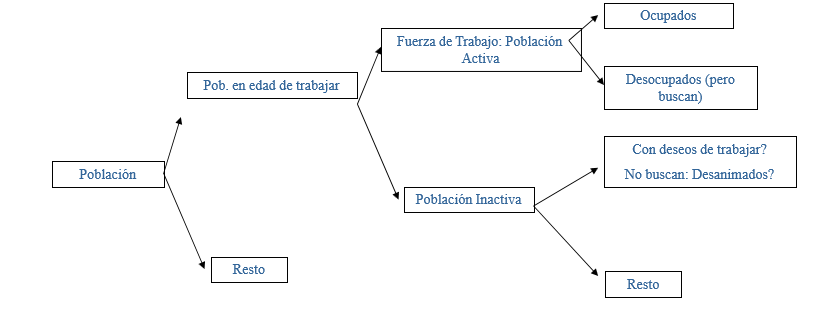 Ocupados
Fuerza de Trabajo: Población
Activa
Desocupados (pero
buscan)
Pob. en edad de trabajar
Con deseos de trabajar?
No buscan: Desanimados?
Población
Población Inactiva
Resto
Resto